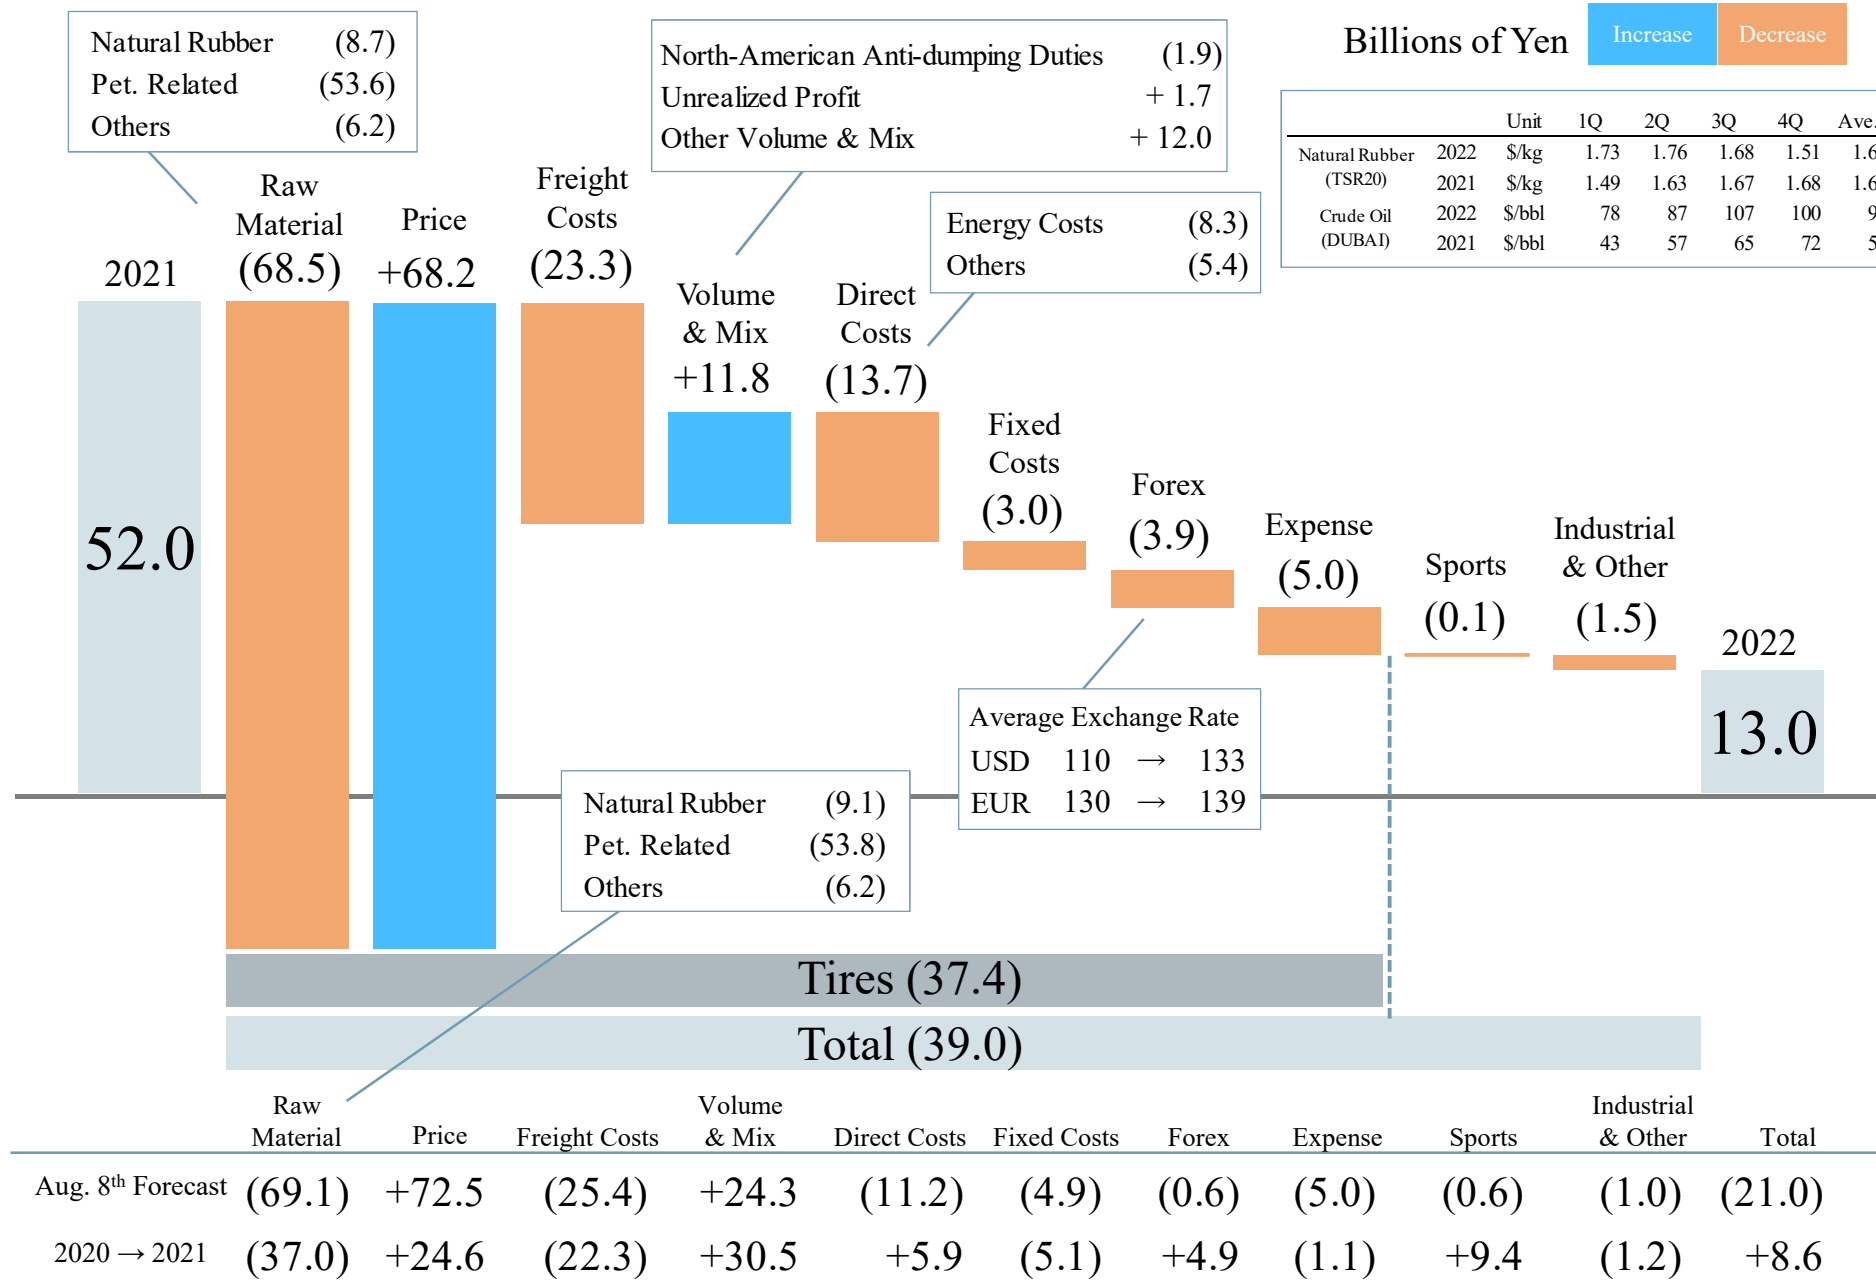 Natural Rubber (8.7)
Pet. Related (53.6)
Others (6.2)
North-American Anti-dumping Duties (1.9)
Unrealized Profit + 1.7
Other Volume & Mix + 12.0
Billions of Yen Increase Decrease
Unit 1Q 2Q 3Q 4Q Ave.
Natural Rubber 2022 $/kg 1.73 1.76 1.68 1.51 1.6
(TSR20) 2021 $/kg 1.49 1.63 1.67 1.68 1.6
Crude Oil 2022 $/bbl 78 87 107 100 9
(DUBAI) 2021 $/bbl 43 57 65 72 5
Energy Costs (8.3)
Others (5.4)
2021
52.0
Raw
Material
(68.5)
Price
+68.2
Freight
Costs
(23.3)
Volume
& Mix
+11.8
Direct
Costs
(13.7)
Fixed
Costs
(3.0)
Forex
(3.9)
Expense
(5.0)
Sports
(0.1)
Industrial
& Other
(1.5)
2022
13.0
Average Exchange Rate
USD 110 → 133
EUR 130 → 139
Natural Rubber (9.1)
Pet. Related (53.8)
Others (6.2)
Tires (37.4)
Total (39.0)
Raw Material Price Freight Costs Volume & Mix Direct Costs Fixed Costs Forex Expense Sports Industrial & Other Total
Aug. 8th Forecast (69.1) +72.5 (25.4) +24.3 (11.2) (4.9) (0.6) (5.0) (0.6) (1.0) (21.0)
2020 → 2021 (37.0) +24.6 (22.3) +30.5 +5.9 (5.1) +4.9 (1.1) +9.4 (1.2) +8.6